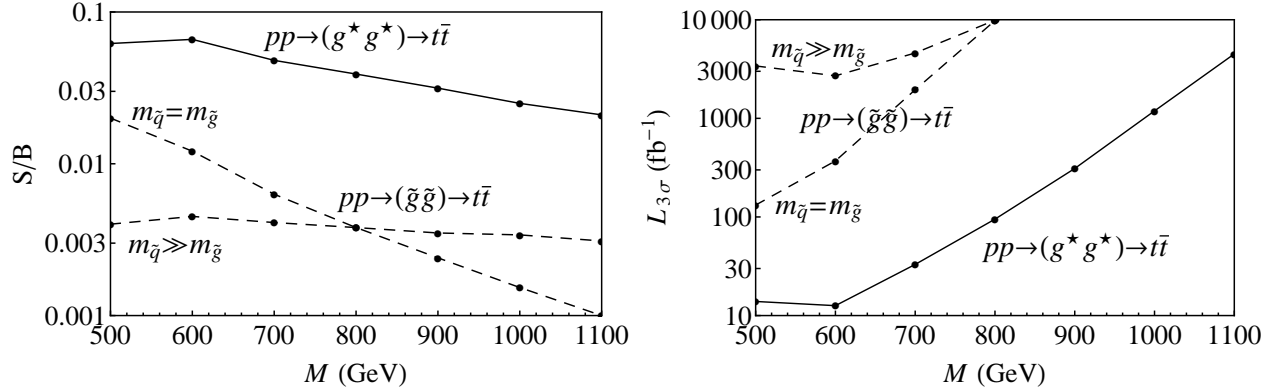 0.1
0.03
0.01
0.003
0.001
S/B
pp→(g★ g★)→tt̄
m_q̃=m_g̃
pp→(g̃g̃)→tt̄
m_q̃≫m_g̃
500 600 700 800 900 1000 1100
M (GeV)
10 000
3000
1000
300
100
30
10
L_3σ (fb⁻¹)
m_q̃≫m_g̃
pp→(g̃g̃)→tt̄
m_q̃=m_g̃
pp→(g★ g★)→tt̄
500 600 700 800 900 1000 1100
M (GeV)